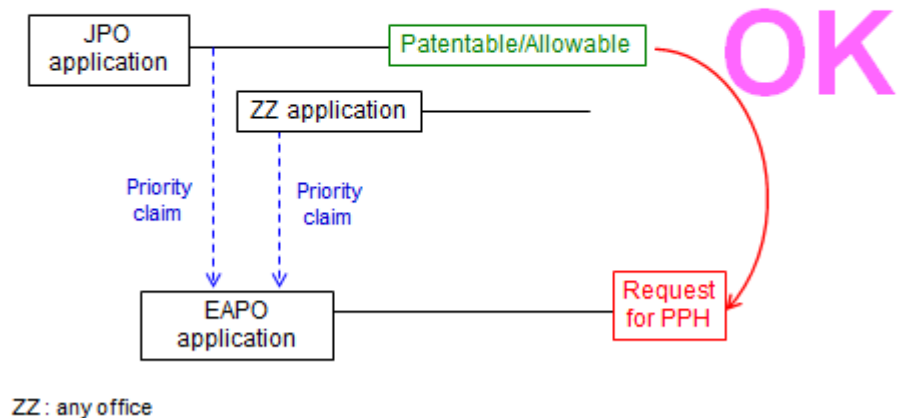 JPO
application
Patentable/Allowable
OK
ZZ application
Priority
claim
Priority
claim
EAPO
application
Request
for PPH
ZZ : any office